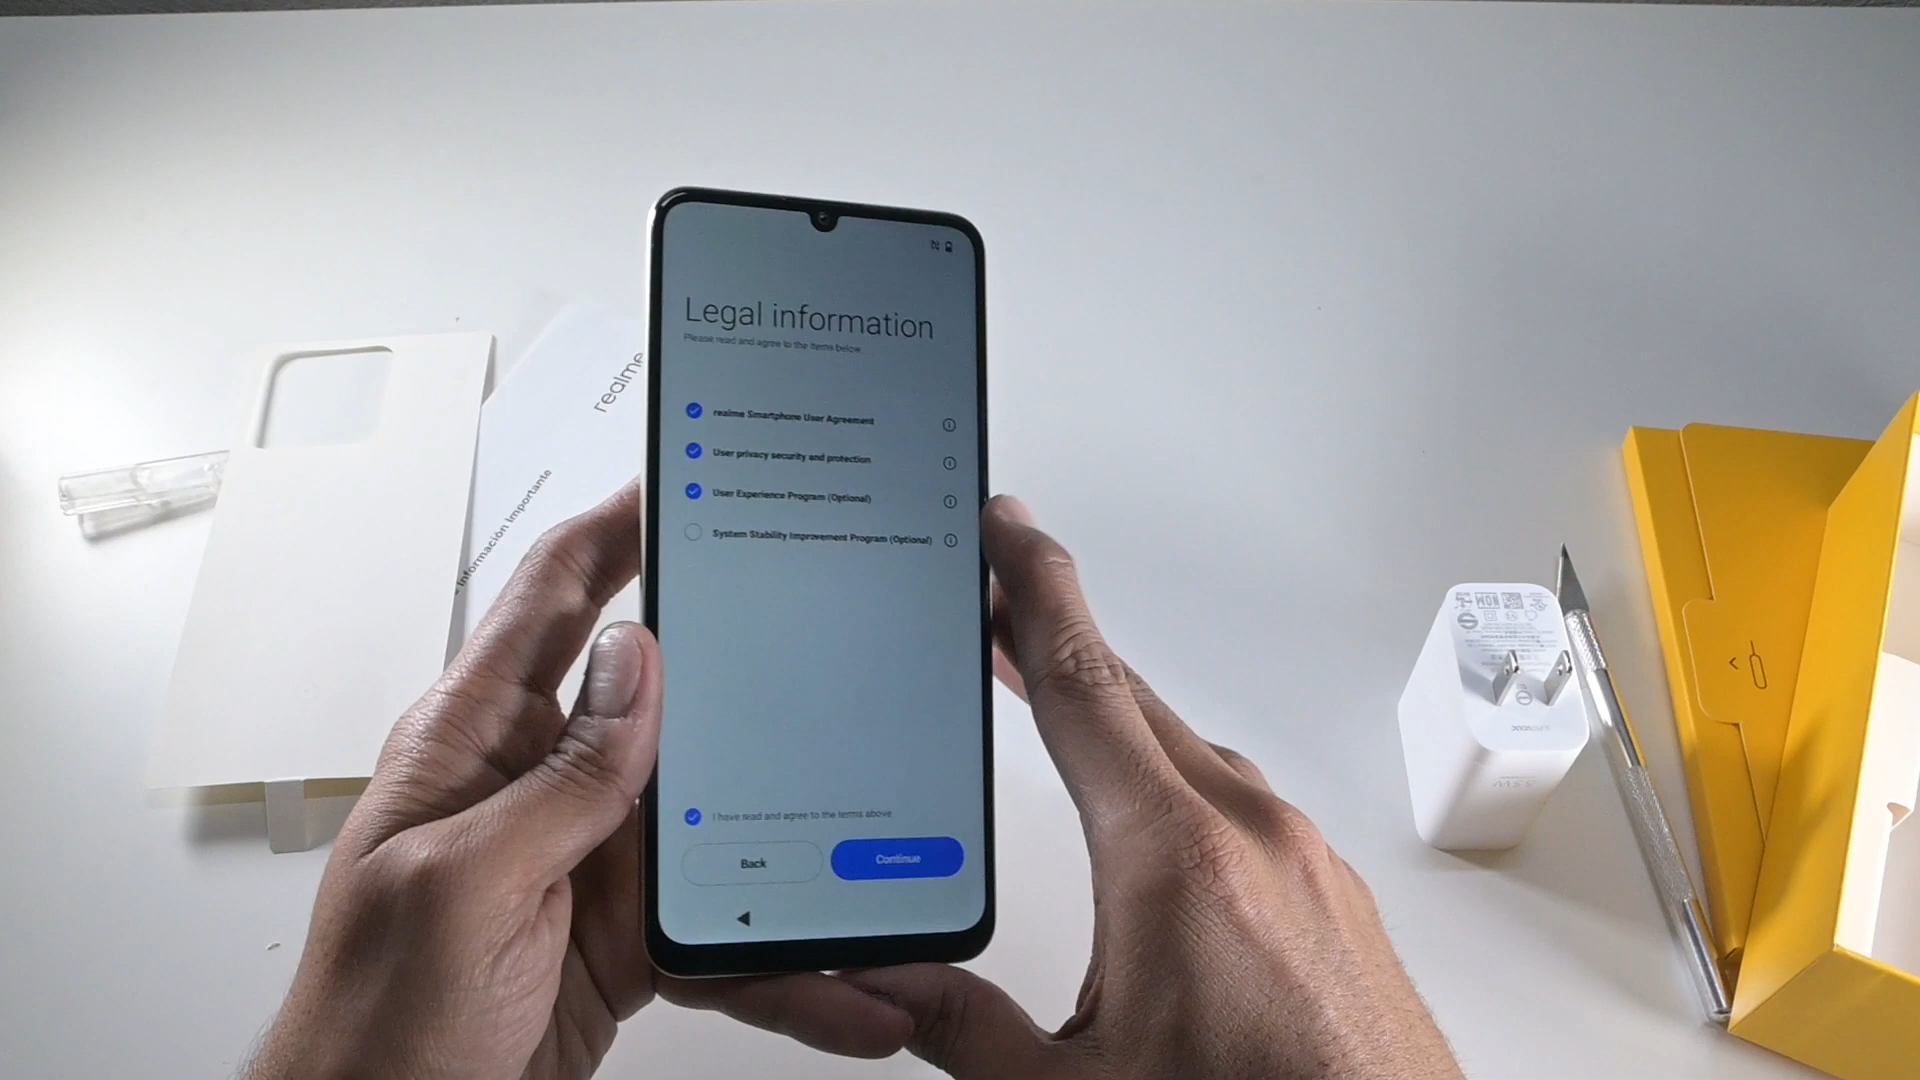 Legal information
Please read and agree to the items below
realme Smartphone User Agreement
User privacy security and protection
User Experience Program (Optional)
System Stability Improvement Program (Optional)
I have read and agree to the terms above
Back
Continue
realme
Información Importante
NOM
33W